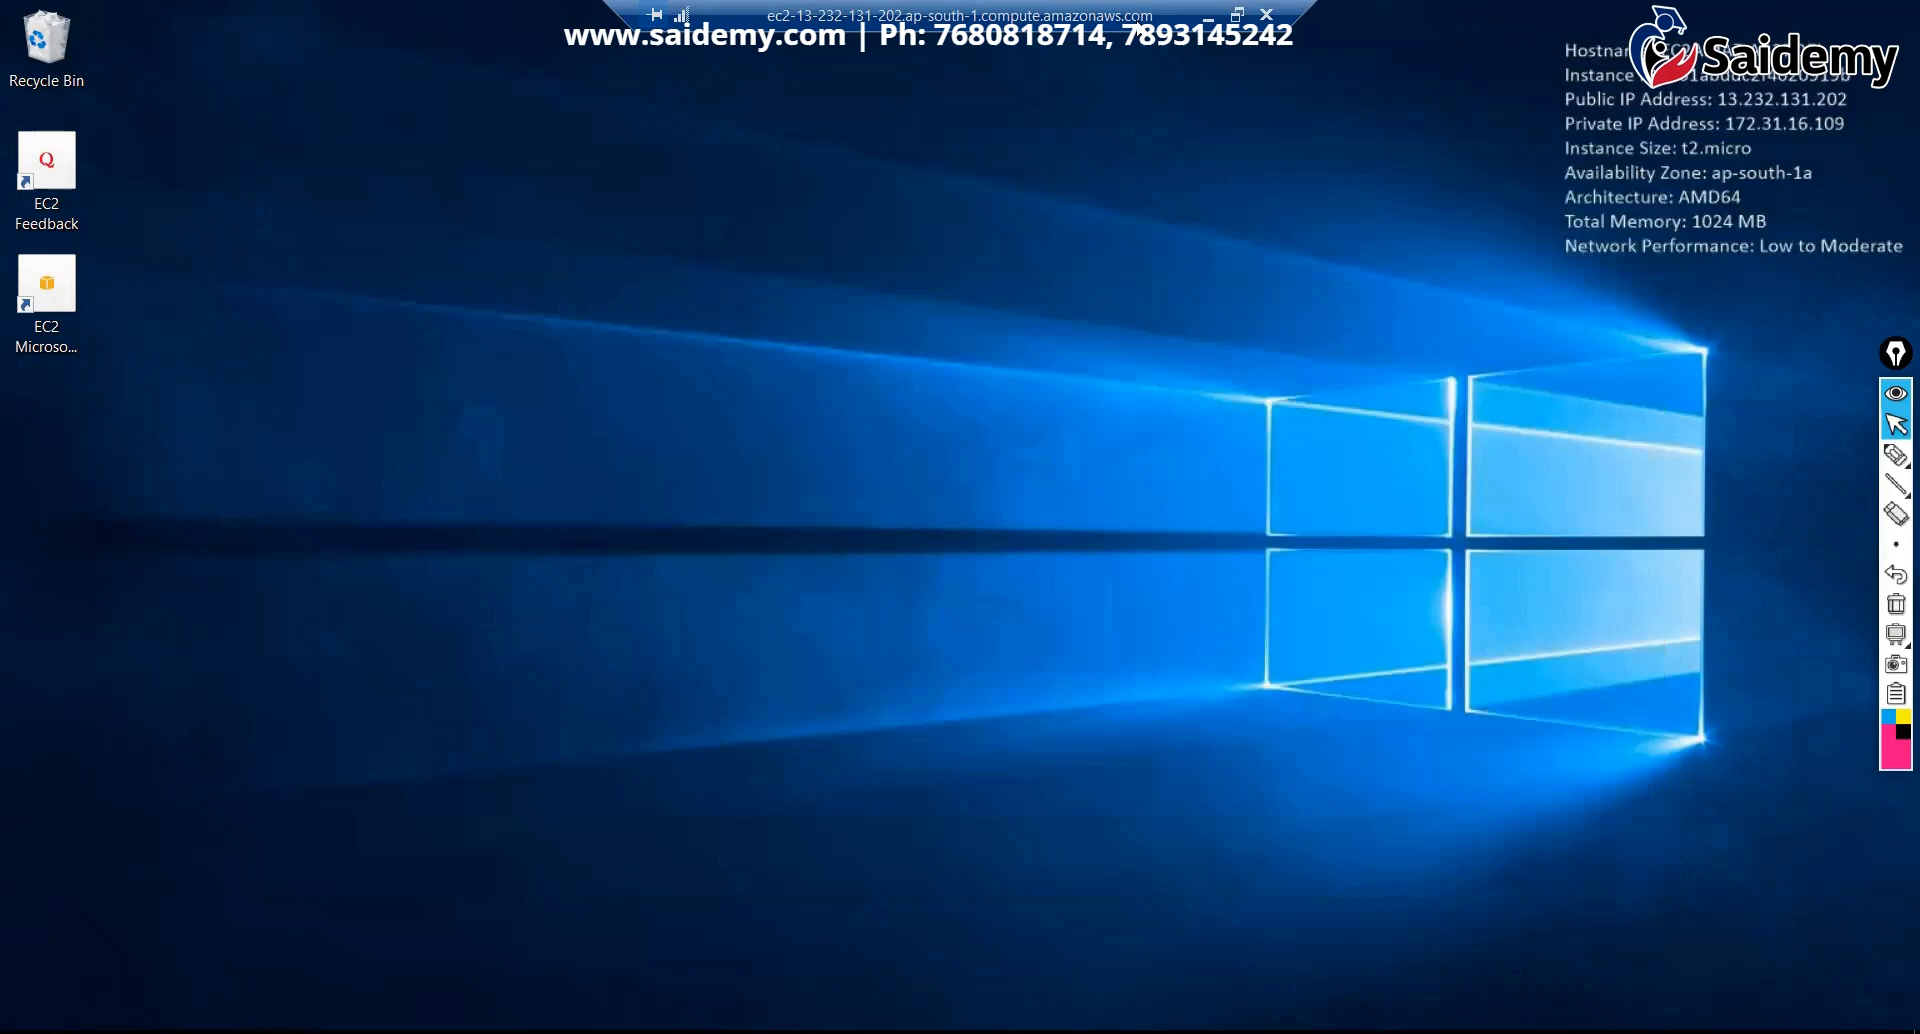 ec2-13-232-131-202.ap-south-1.compute.amazonaws.com
www.saidemy.com | Ph: 7680818714, 7893145242
Saidemy
Recycle Bin
EC2
Feedback
EC2
Microso...
Instance
Public IP Address: 13.232.131.202
Private IP Address: 172.31.16.109
Instance Size: t2.micro
Availability Zone: ap-south-1a
Architecture: AMD64
Total Memory: 1024 MB
Network Performance: Low to Moderate